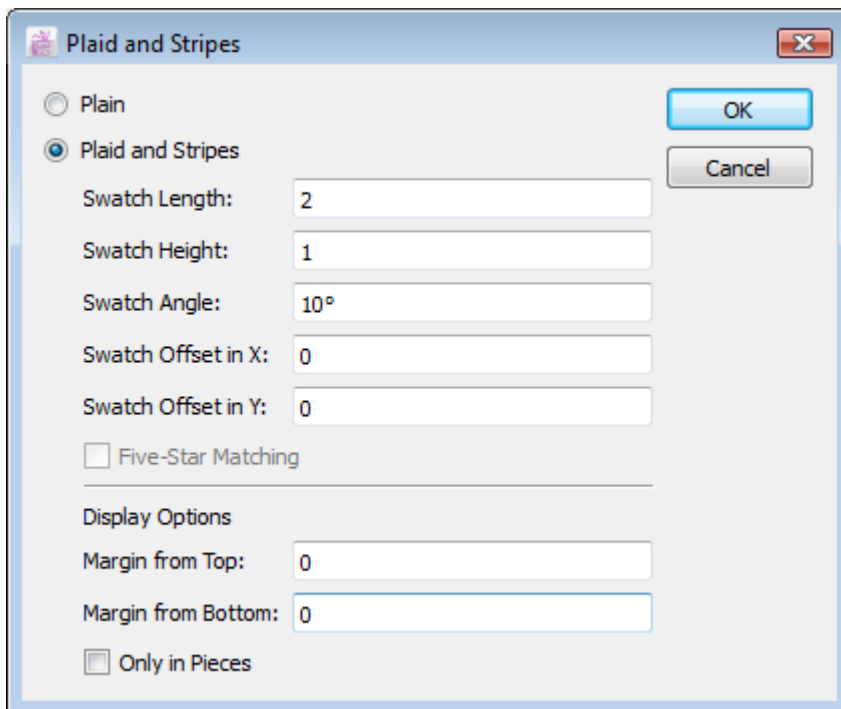 Plaid and Stripes
Plain
OK
Plaid and Stripes
Cancel
Swatch Length: 2
Swatch Height: 1
Swatch Angle: 10°
Swatch Offset in X: 0
Swatch Offset in Y: 0
Five-Star Matching
Display Options
Margin from Top: 0
Margin from Bottom: 0
Only in Pieces